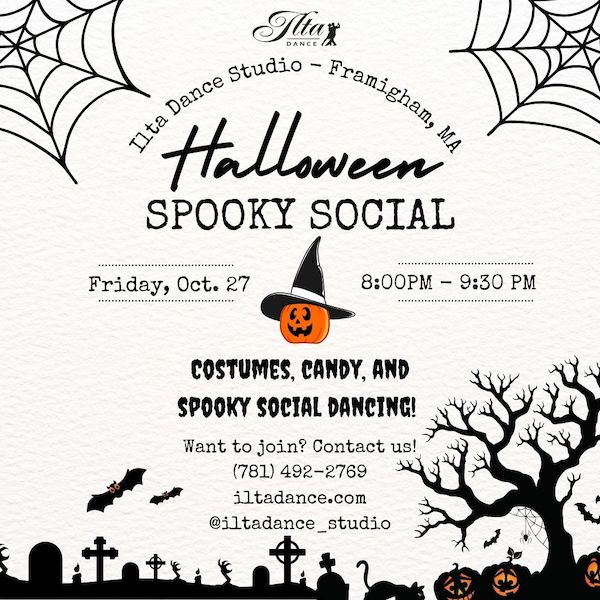 Ilta
DANCE
Ilta Dance Studio - Framigham, MA
Halloween
SPOOKY SOCIAL
Friday, Oct. 27
8:00PM - 9:30 PM
COSTUMES, CANDY, AND
SPOOKY SOCIAL DANCING!
Want to join? Contact us!
(781) 492-2769
iltadance.com
@iltadance_studio